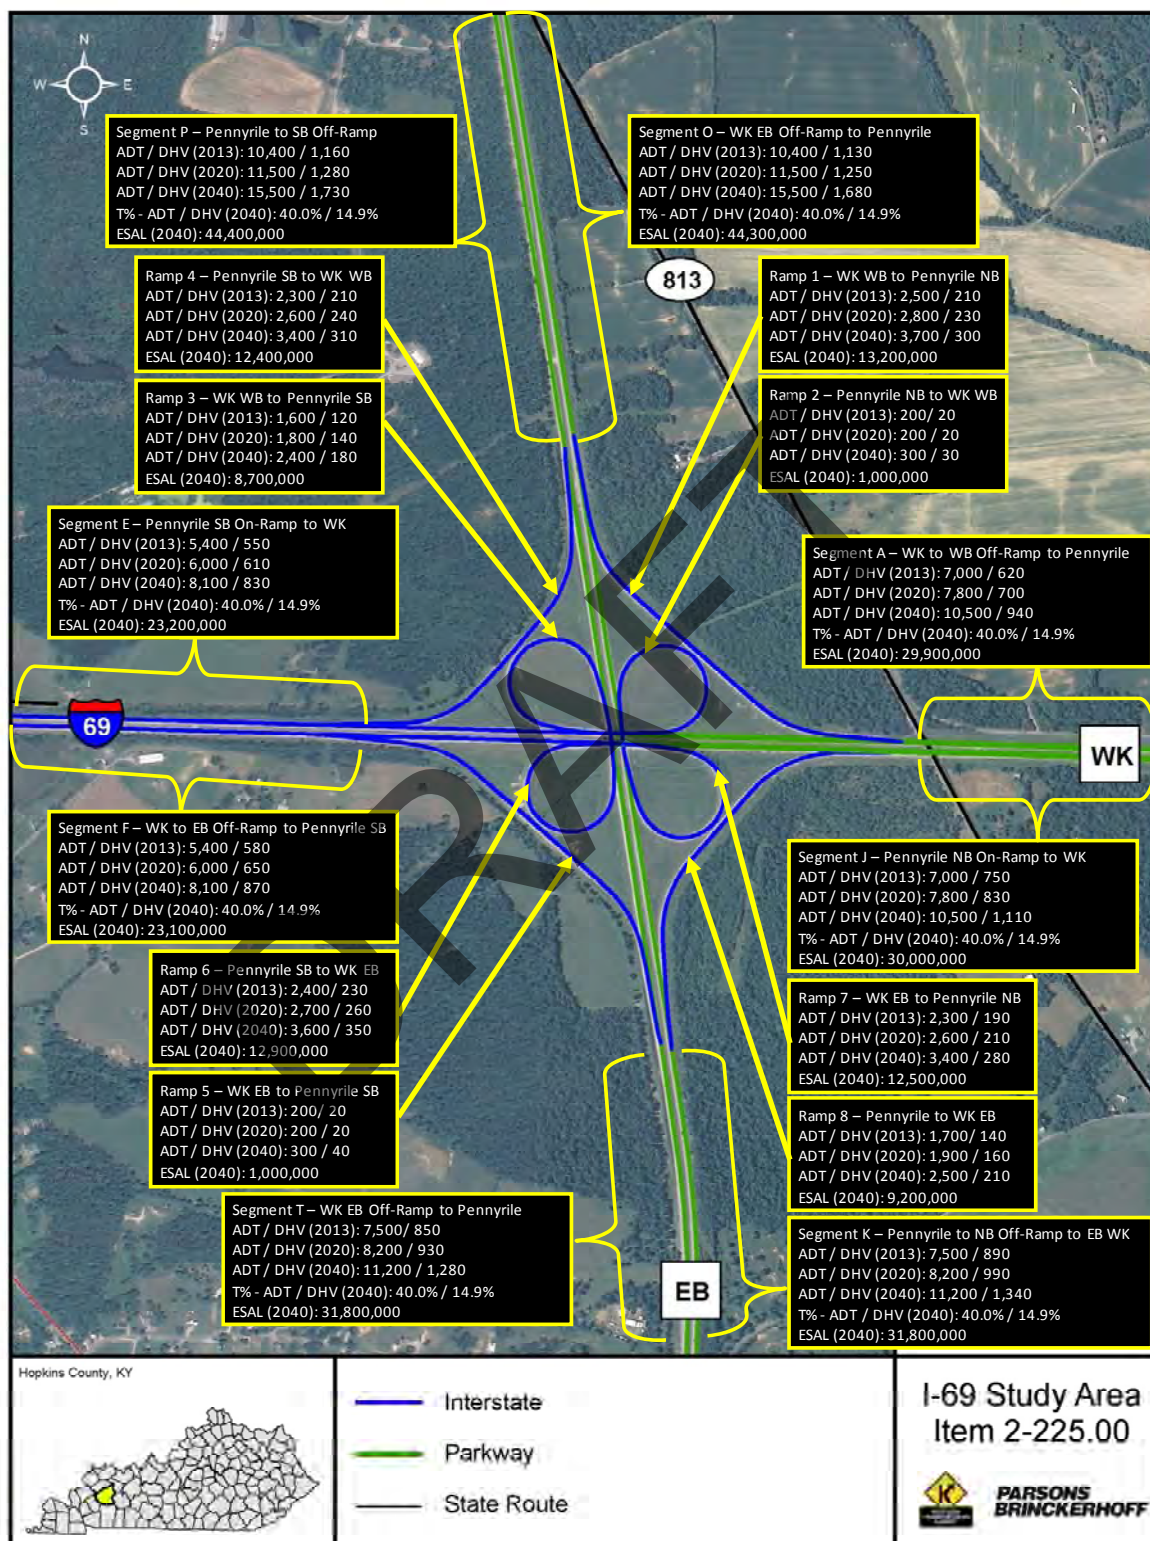 N
W E
S
Segment P – Pennyrile to SB Off-Ramp
ADT / DHV (2013): 10,400 / 1,160
ADT / DHV (2020): 11,500 / 1,280
ADT / DHV (2040): 15,500 / 1,730
T% - ADT / DHV (2040): 40.0% / 14.9%
ESAL (2040): 44,400,000
Segment O – WK EB Off-Ramp to Pennyrile
ADT / DHV (2013): 10,400 / 1,130
ADT / DHV (2020): 11,500 / 1,250
ADT / DHV (2040): 15,500 / 1,680
T% - ADT / DHV (2040): 40.0% / 14.9%
ESAL (2040): 44,300,000
813
Ramp 4 – Pennyrile SB to WK WB
ADT / DHV (2013): 2,300 / 210
ADT / DHV (2020): 2,600 / 240
ADT / DHV (2040): 3,400 / 310
ESAL (2040): 12,400,000
Ramp 1 – WK WB to Pennyrile NB
ADT / DHV (2013): 2,500 / 210
ADT / DHV (2020): 2,800 / 230
ADT / DHV (2040): 3,700 / 300
ESAL (2040): 13,200,000
Ramp 3 – WK WB to Pennyrile SB
ADT / DHV (2013): 1,600 / 120
ADT / DHV (2020): 1,800 / 140
ADT / DHV (2040): 2,400 / 180
ESAL (2040): 8,700,000
Ramp 2 – Pennyrile NB to WK WB
ADT / DHV (2013): 200/ 20
ADT / DHV (2020): 200 / 20
ADT / DHV (2040): 300 / 30
ESAL (2040): 1,000,000
Segment E – Pennyrile SB On-Ramp to WK
ADT / DHV (2013): 5,400 / 550
ADT / DHV (2020): 6,000 / 610
ADT / DHV (2040): 8,100 / 830
T% - ADT / DHV (2040): 40.0% / 14.9%
ESAL (2040): 23,200,000
Segment A – WK to WB Off-Ramp to Pennyrile
ADT / DHV (2013): 7,000 / 620
ADT / DHV (2020): 7,800 / 700
ADT / DHV (2040): 10,500 / 940
T% - ADT / DHV (2040): 40.0% / 14.9%
ESAL (2040): 29,900,000
69
WK
DRAFT
Segment F – WK to EB Off-Ramp to Pennyrile SB
ADT / DHV (2013): 5,400 / 580
ADT / DHV (2020): 6,000 / 650
ADT / DHV (2040): 8,100 / 870
T% - ADT / DHV (2040): 40.0% / 14.9%
ESAL (2040): 23,100,000
Segment J – Pennyrile NB On-Ramp to WK
ADT / DHV (2013): 7,000 / 750
ADT / DHV (2020): 7,800 / 830
ADT / DHV (2040): 10,500 / 1,110
T% - ADT / DHV (2040): 40.0% / 14.9%
ESAL (2040): 30,000,000
Ramp 6 – Pennyrile SB to WK EB
ADT / DHV (2013): 2,400/ 230
ADT / DHV (2020): 2,700 / 260
ADT / DHV (2040): 3,600 / 350
ESAL (2040): 12,900,000
Ramp 7 – WK EB to Pennyrile NB
ADT / DHV (2013): 2,300 / 190
ADT / DHV (2020): 2,600 / 210
ADT / DHV (2040): 3,400 / 280
ESAL (2040): 12,500,000
Ramp 5 – WK EB to Pennyrile SB
ADT / DHV (2013): 200/ 20
ADT / DHV (2020): 200 / 20
ADT / DHV (2040): 300 / 40
ESAL (2040): 1,000,000
Ramp 8 – Pennyrile to WK EB
ADT / DHV (2013): 1,700/ 140
ADT / DHV (2020): 1,900 / 160
ADT / DHV (2040): 2,500 / 210
ESAL (2040): 9,200,000
Segment T – WK EB Off-Ramp to Pennyrile
ADT / DHV (2013): 7,500/ 850
ADT / DHV (2020): 8,200 / 930
ADT / DHV (2040): 11,200 / 1,280
T% - ADT / DHV (2040): 40.0% / 14.9%
ESAL (2040): 31,800,000
EB
Segment K – Pennyrile to NB Off-Ramp to EB WK
ADT / DHV (2013): 7,500 / 890
ADT / DHV (2020): 8,200 / 990
ADT / DHV (2040): 11,200 / 1,340
T% - ADT / DHV (2040): 40.0% / 14.9%
ESAL (2040): 31,800,000
Hopkins County, KY
Interstate
Parkway
State Route
I-69 Study Area
Item 2-225.00
PARSONS
BRINCKERHOFF